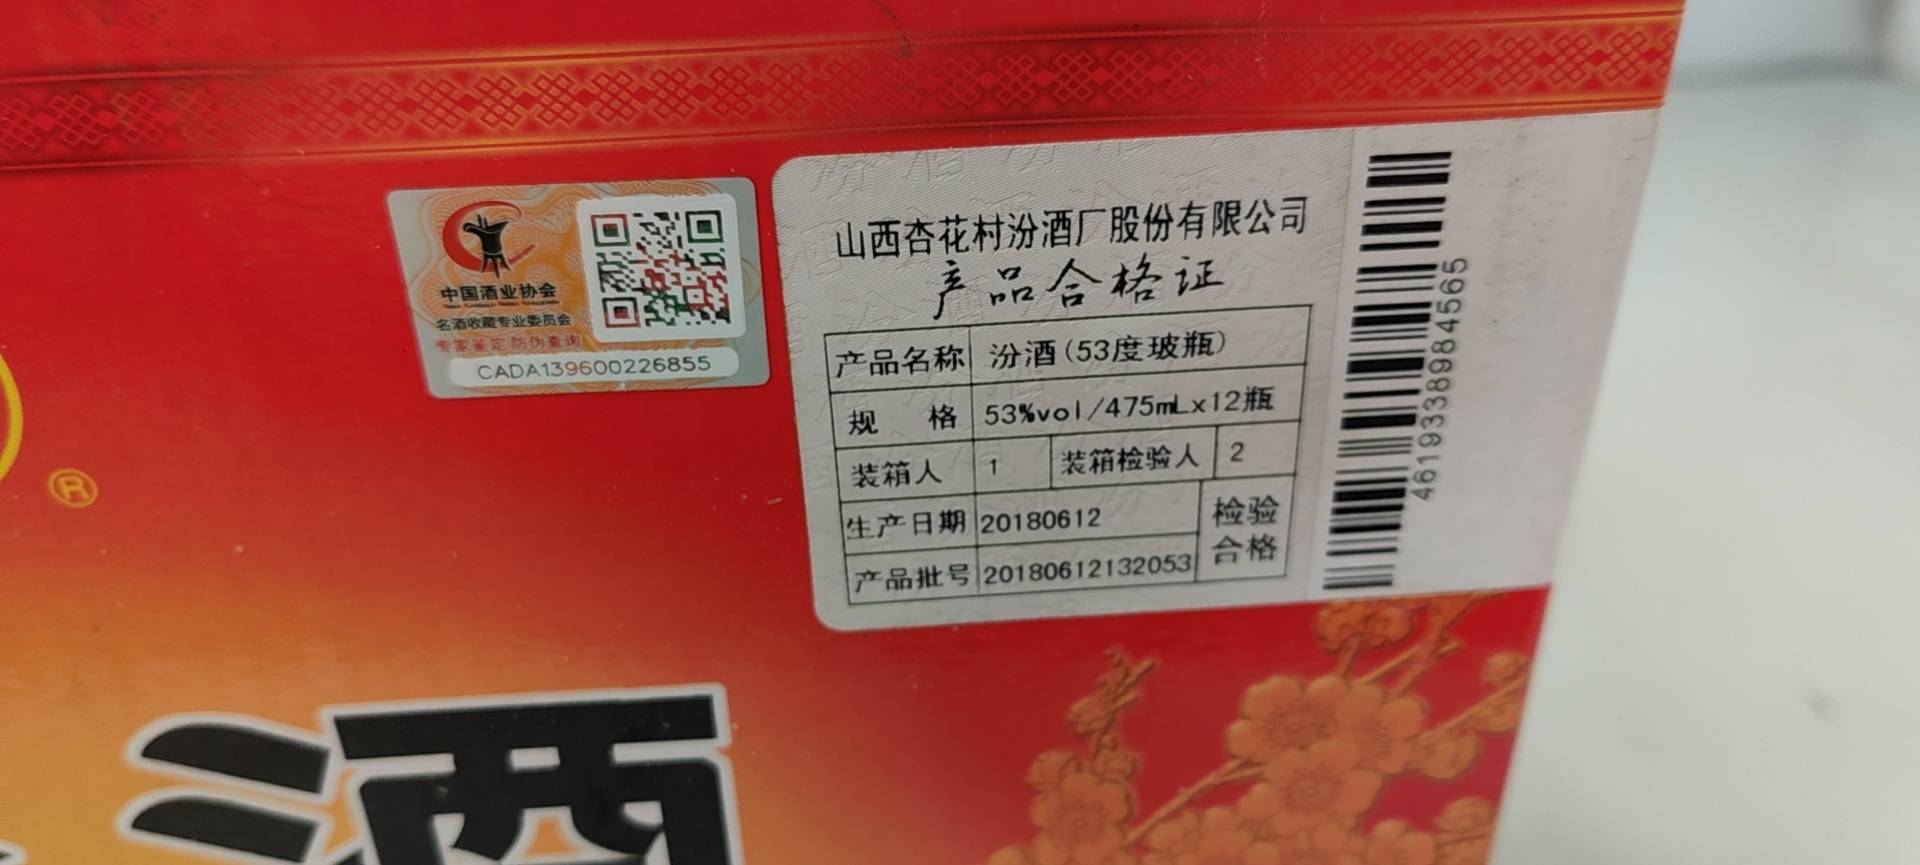 中国酒业协会
名酒收藏专业委员会
专家鉴定 防伪查询
CADA139600226855
山西杏花村汾酒厂股份有限公司
产品合格证
产品名称 汾酒(53度玻瓶)
规 格 53%vol/475mLx12瓶
装箱人 1 装箱检验人 2
生产日期 20180612
检验合格
产品批号 20180612132053
4619338984565
®
酒